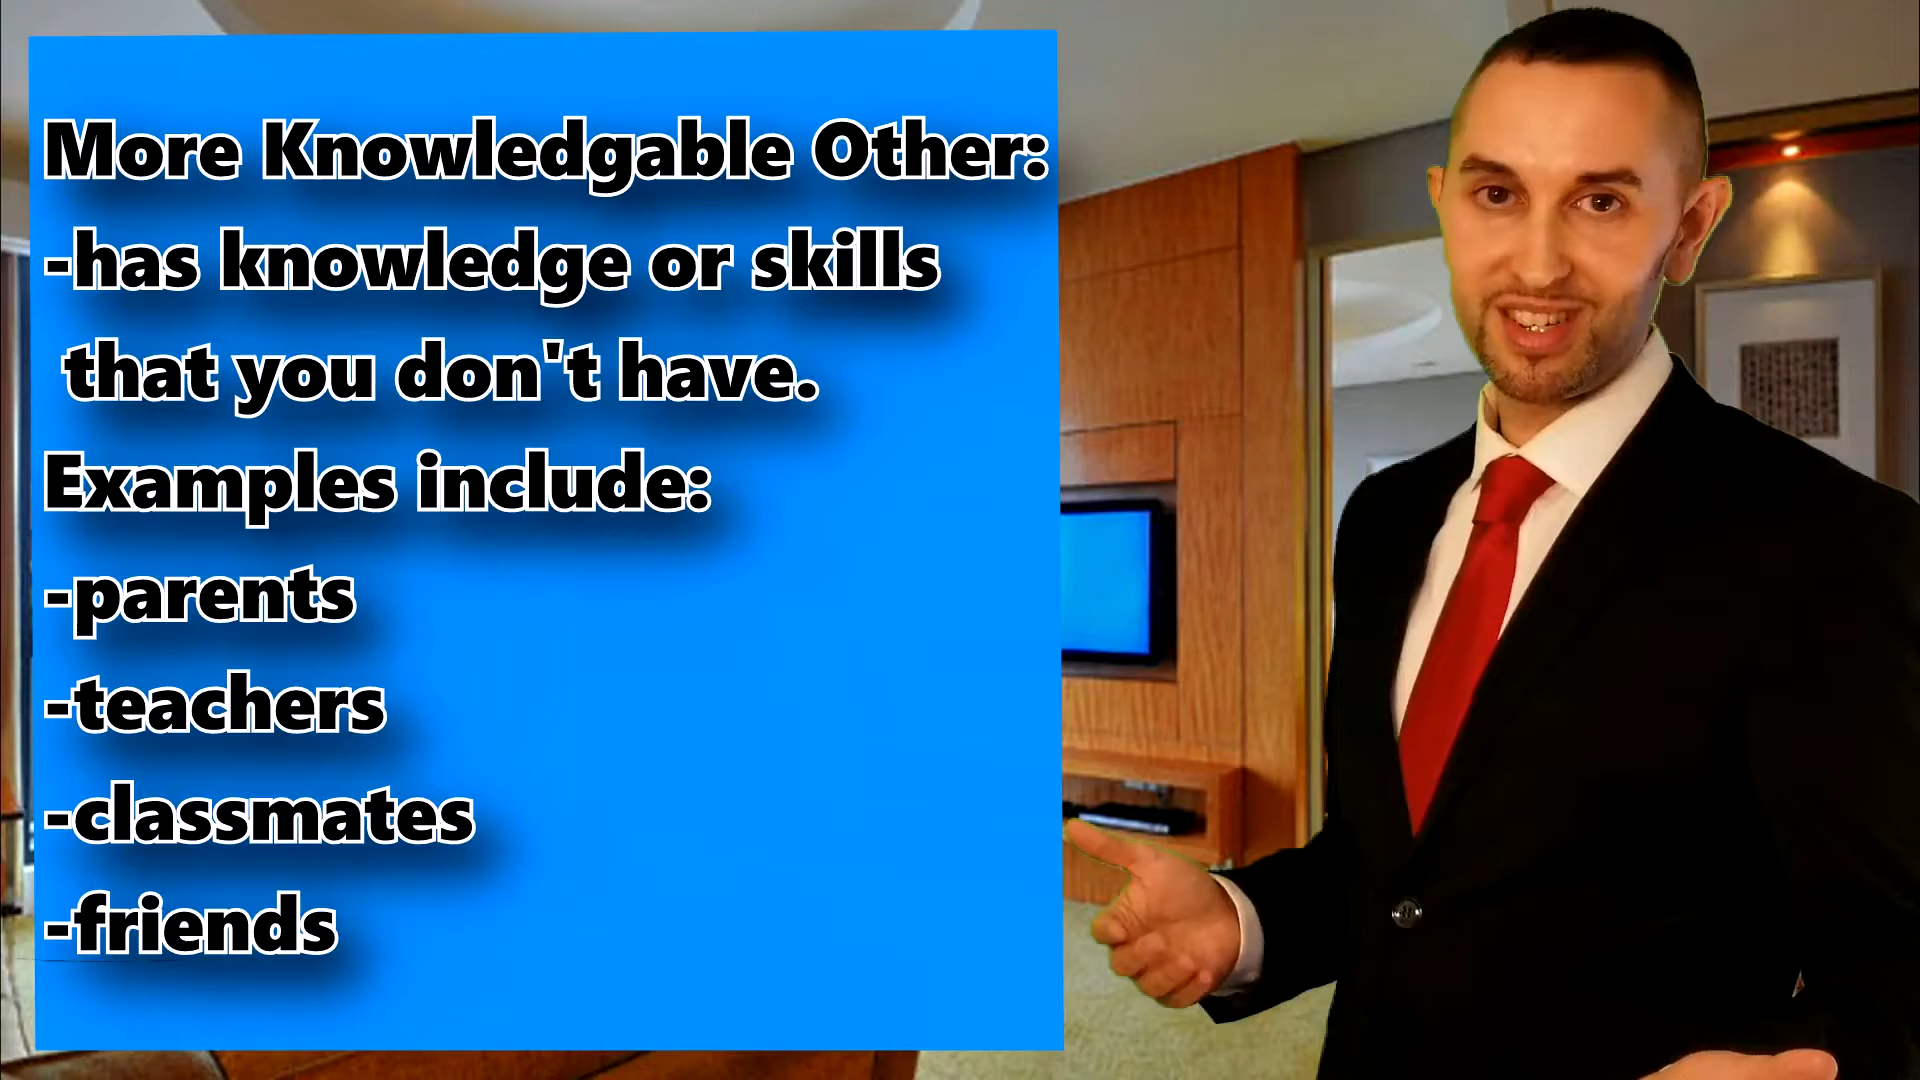 More Knowledgable Other:
-has knowledge or skills
that you don't have.
Examples include:
-parents
-teachers
-classmates
-friends